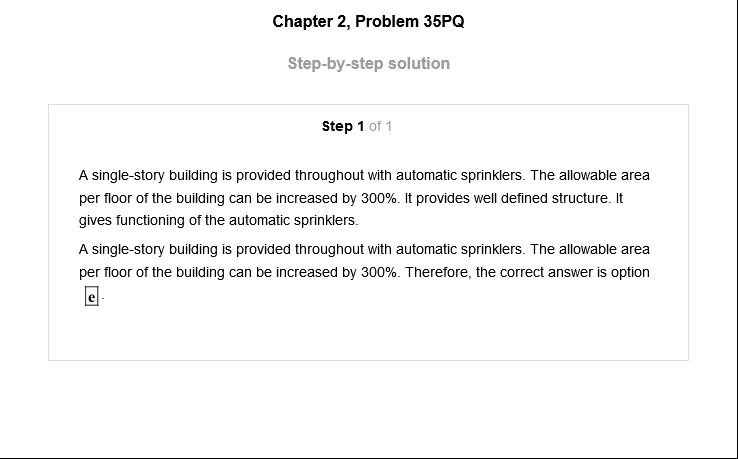 Chapter 2, Problem 35PQ
Step-by-step solution
Step 1 of 1
A single-story building is provided throughout with automatic sprinklers. The allowable area
per floor of the building can be increased by 300%. It provides well defined structure. It
gives functioning of the automatic sprinklers.
A single-story building is provided throughout with automatic sprinklers. The allowable area
per floor of the building can be increased by 300%. Therefore, the correct answer is option
e.